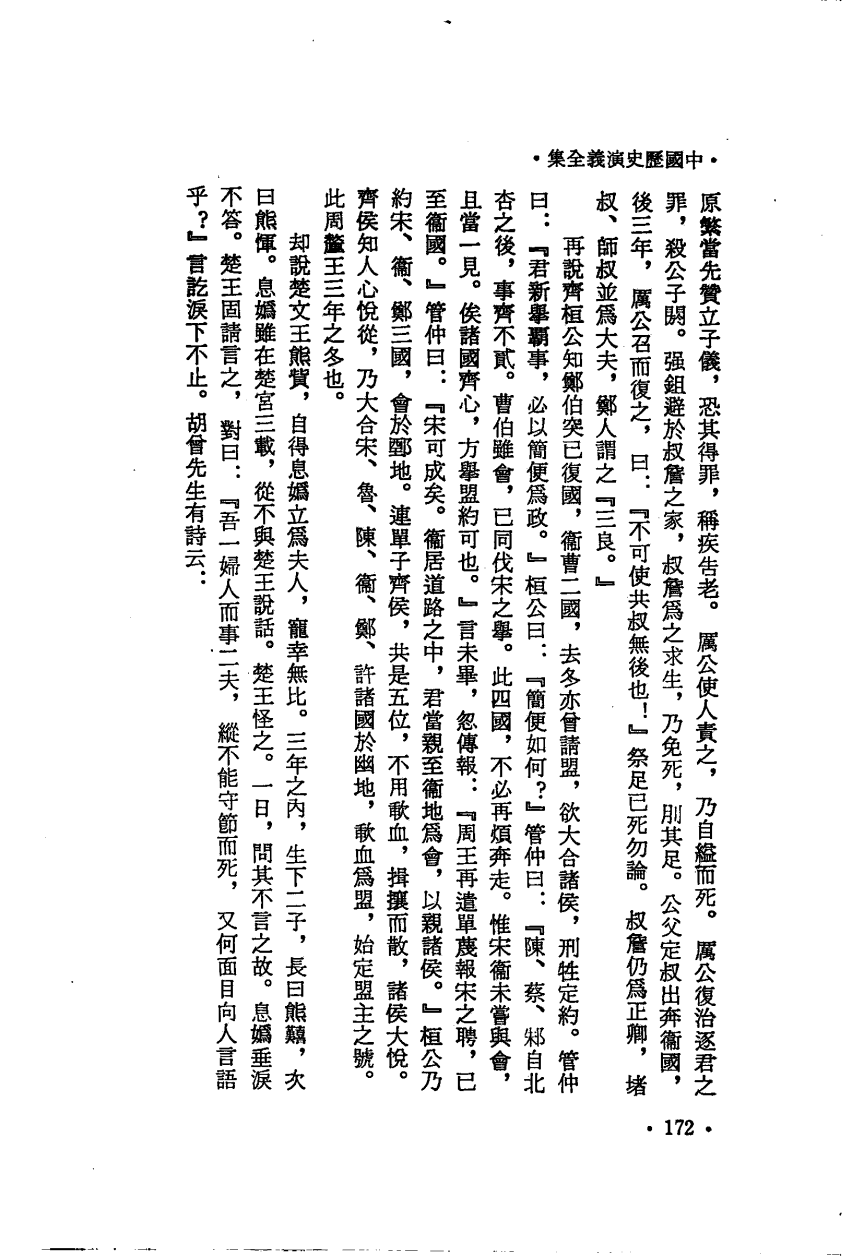 •中國歷史演義全集•
原繁當先贊立子儀，恐其得罪，稱疾告老。厲公使人責之，乃自縊而死。厲公復治逐君之
罪，殺公子閼。强鉏避於叔詹之家，叔詹爲之求生，乃免死，刖其足。公父定叔出奔衞國，
後三年，厲公召而復之，曰：『不可使共叔無後也！』祭足已死勿論。叔詹仍爲正卿，堵
叔、師叔並爲大夫，鄭人謂之『三良。』
再說齊桓公知鄭伯突已復國，衞曹二國，去冬亦曾請盟，欲大合諸侯，刑牲定約。管仲
曰：『君新舉霸事，必以簡便爲政。』桓公曰：『簡便如何？』管仲曰：『陳、蔡、邾自北
杏之後，事齊不貳。曹伯雖會，已同伐宋之舉。此四國，不必再煩奔走。惟宋衞未嘗與會，
且當一見。俟諸國齊心，方舉盟約可也。』言未畢，忽傳報：『周王再遣單蔑報宋之聘，已
至衞國。』管仲曰：『宋可成矣。衞居道路之中，君當親至衞地爲會，以親諸侯。』桓公乃
約宋、衞、鄭三國，會於鄄地。連單子齊侯，共是五位，不用歃血，揖攘而散，諸侯大悅。
齊侯知人心悅從，乃大合宋、魯、陳、衞、鄭、許諸國於幽地，歃血爲盟，始定盟主之號。
此周釐王三年之冬也。
却說楚文王熊貲，自得息嬀立爲夫人，寵幸無比。三年之內，生下二子，長曰熊囏，次
曰熊惲。息嬀雖在楚宮三載，從不與楚王說話。楚王怪之。一日，問其不言之故。息嬀垂淚
不答。楚王固請言之，對曰：『吾一婦人而事二夫，縱不能守節而死，又何面目向人言語
乎？』言訖淚下不止。胡曾先生有詩云：
•172•